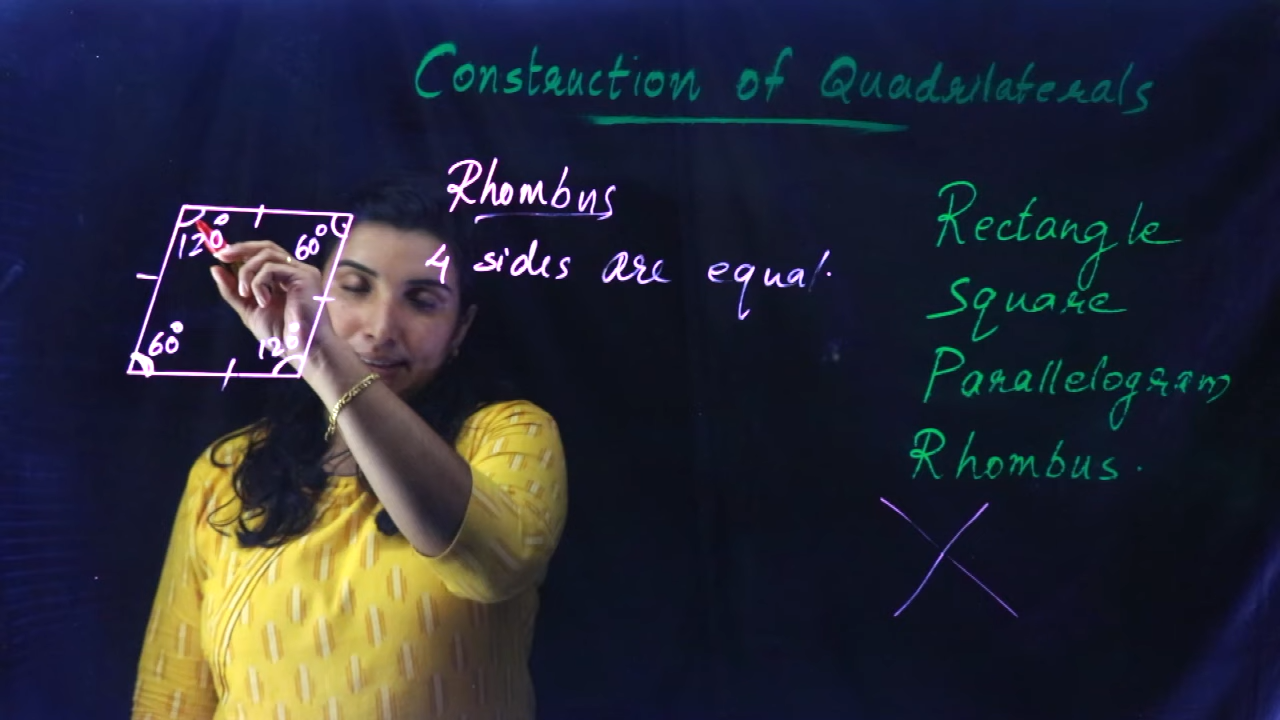 Construction of Quadrilaterals
Rhombus
4 sides are equal.
120° 60°
60° 120°
Rectangle
Square
Parallelogram
Rhombus.